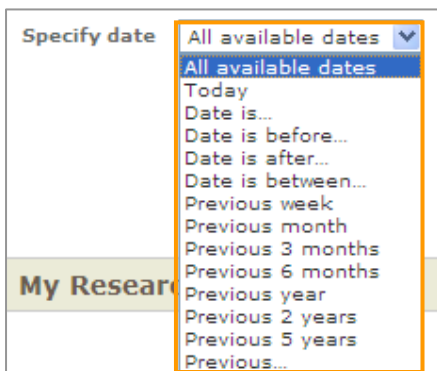 Specify date All available dates
All available dates
Today
Date is...
Date is before...
Date is after...
Date is between...
Previous week
Previous month
Previous 3 months
Previous 6 months
My Resear
Previous year
Previous 2 years
Previous 5 years
Previous...